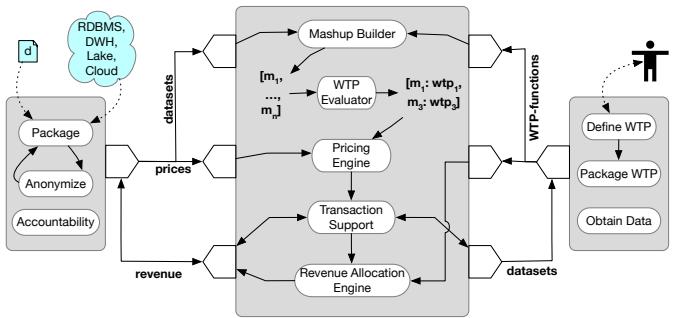 d
RDBMS,
DWH,
Lake,
Cloud
Package
Anonymize
Accountability
datasets
prices
revenue
Mashup Builder
[m1,
...,
mn]
WTP
Evaluator
[m1: wtp1,
m3: wtp3]
Pricing
Engine
Transaction
Support
Revenue Allocation
Engine
WTP-functions
datasets
Define WTP
Package WTP
Obtain Data